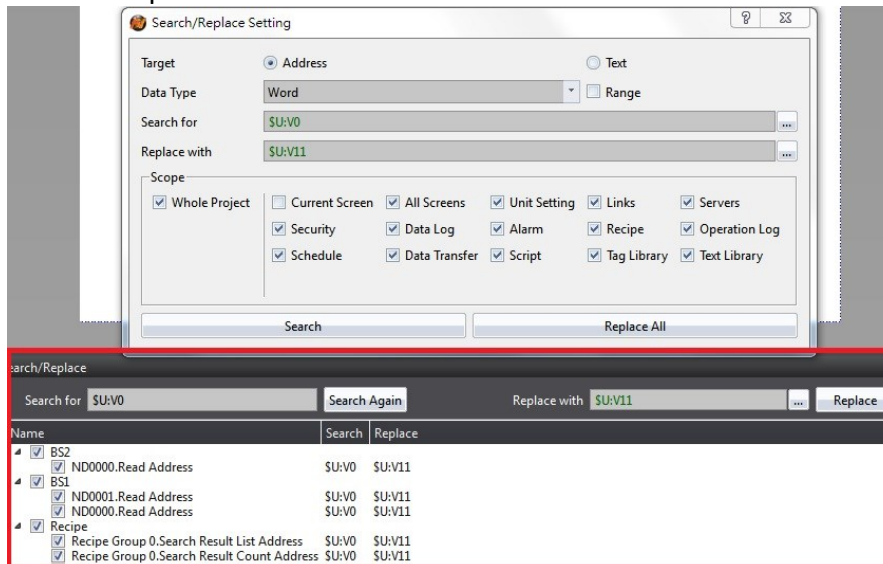 Search/Replace Setting
Target Address Text
Data Type Word Range
Search for $U:V0 ...
Replace with $U:V11 ...
Scope
Whole Project Current Screen All Screens Unit Setting Links Servers
Security Data Log Alarm Recipe Operation Log
Schedule Data Transfer Script Tag Library Text Library
Search Replace All
earch/Replace
Search for $U:V0 Search Again Replace with $U:V11 ... Replace
Name Search Replace
BS2
ND0000.Read Address $U:V0 $U:V11
BS1
ND0001.Read Address $U:V0 $U:V11
ND0000.Read Address $U:V0 $U:V11
Recipe
Recipe Group 0.Search Result List Address $U:V0 $U:V11
Recipe Group 0.Search Result Count Address $U:V0 $U:V11